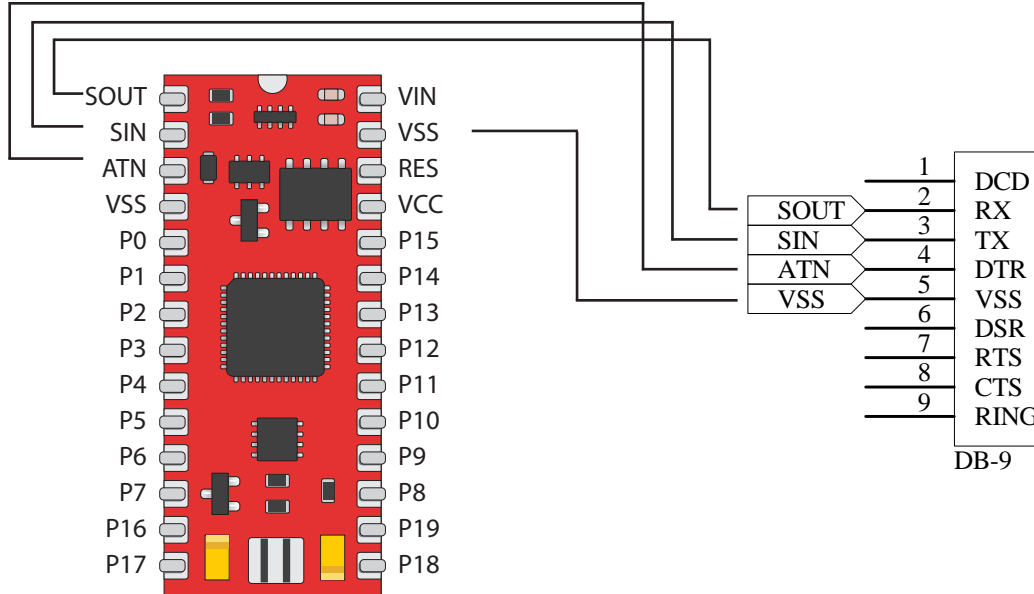 SOUT
SIN
ATN
VSS
P0
P1
P2
P3
P4
P5
P6
P7
P16
P17
VIN
VSS
RES
VCC
P15
P14
P13
P12
P11
P10
P9
P8
P19
P18
SOUT
SIN
ATN
VSS
1 DCD
2 RX
3 TX
4 DTR
5 VSS
6 DSR
7 RTS
8 CTS
9 RING
DB-9